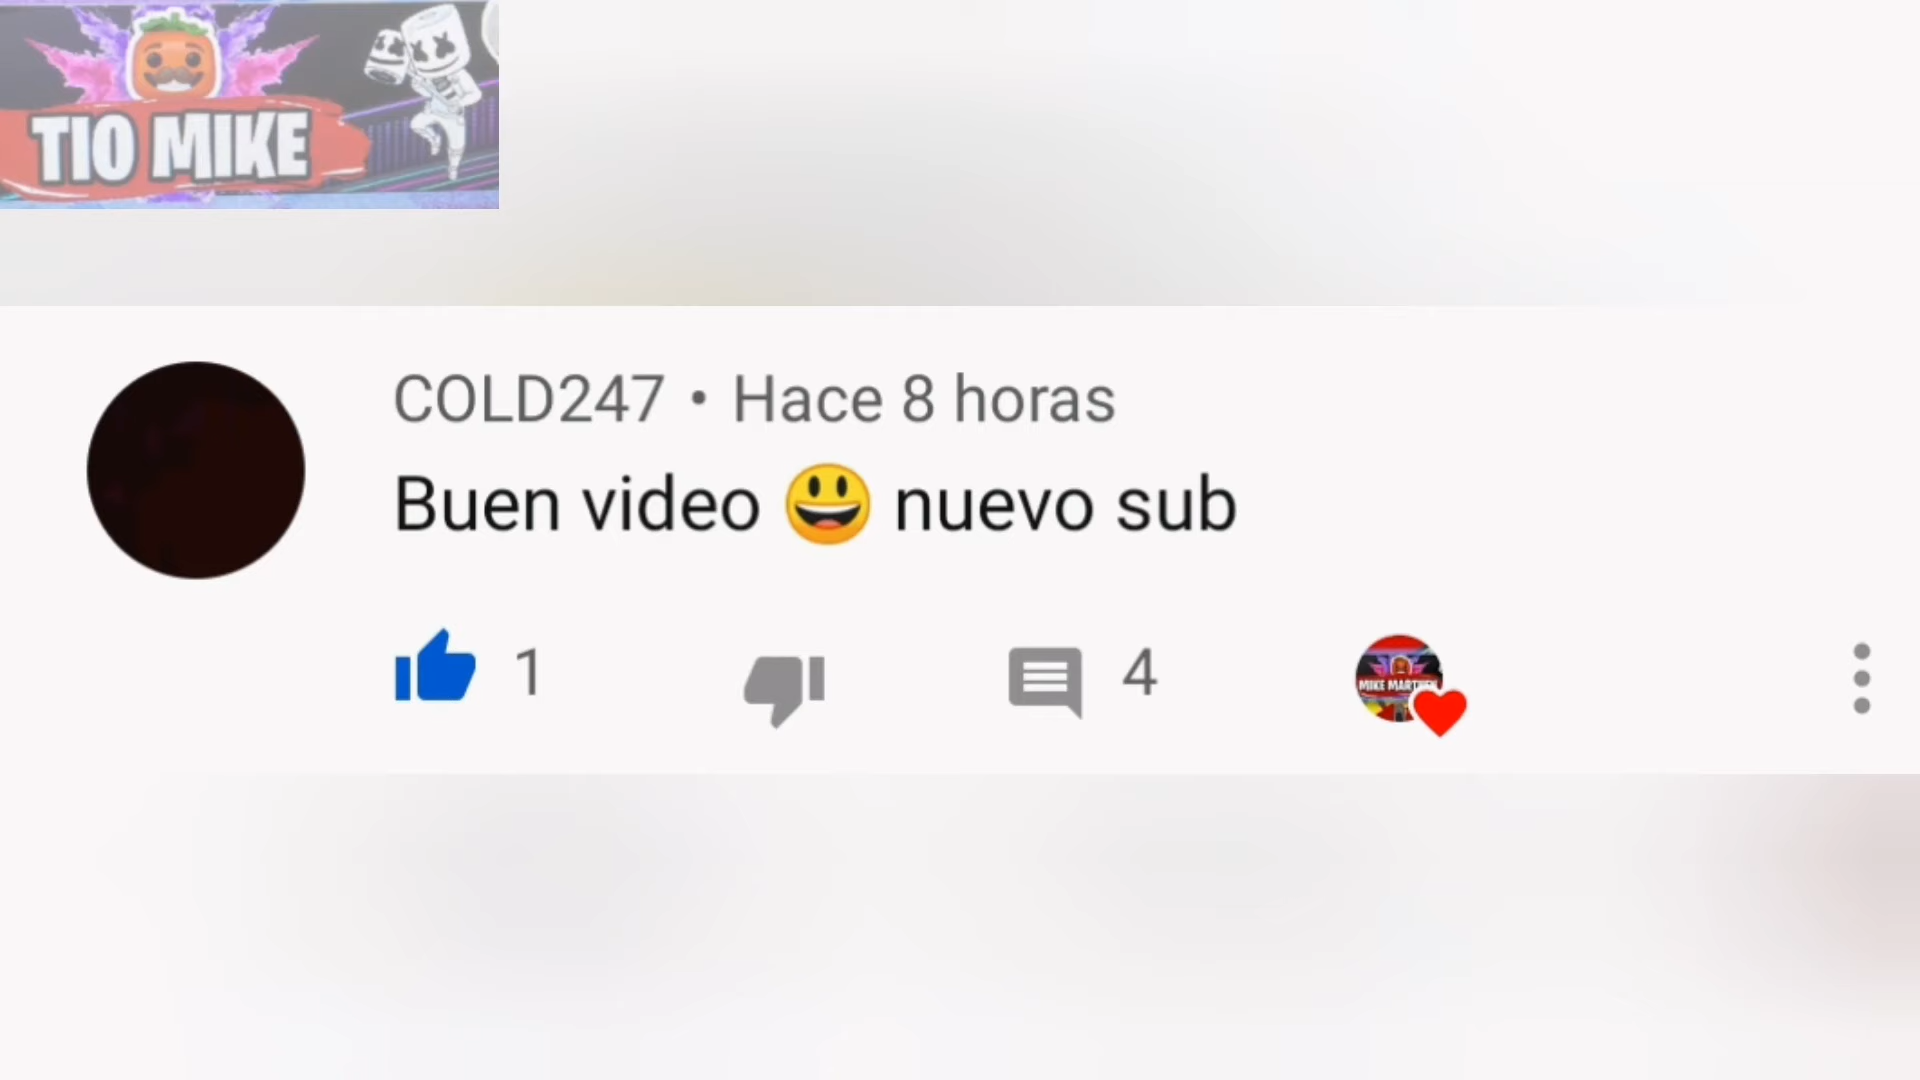 TIO MIKE
COLD247 • Hace 8 horas
Buen video 😃 nuevo sub
1
4